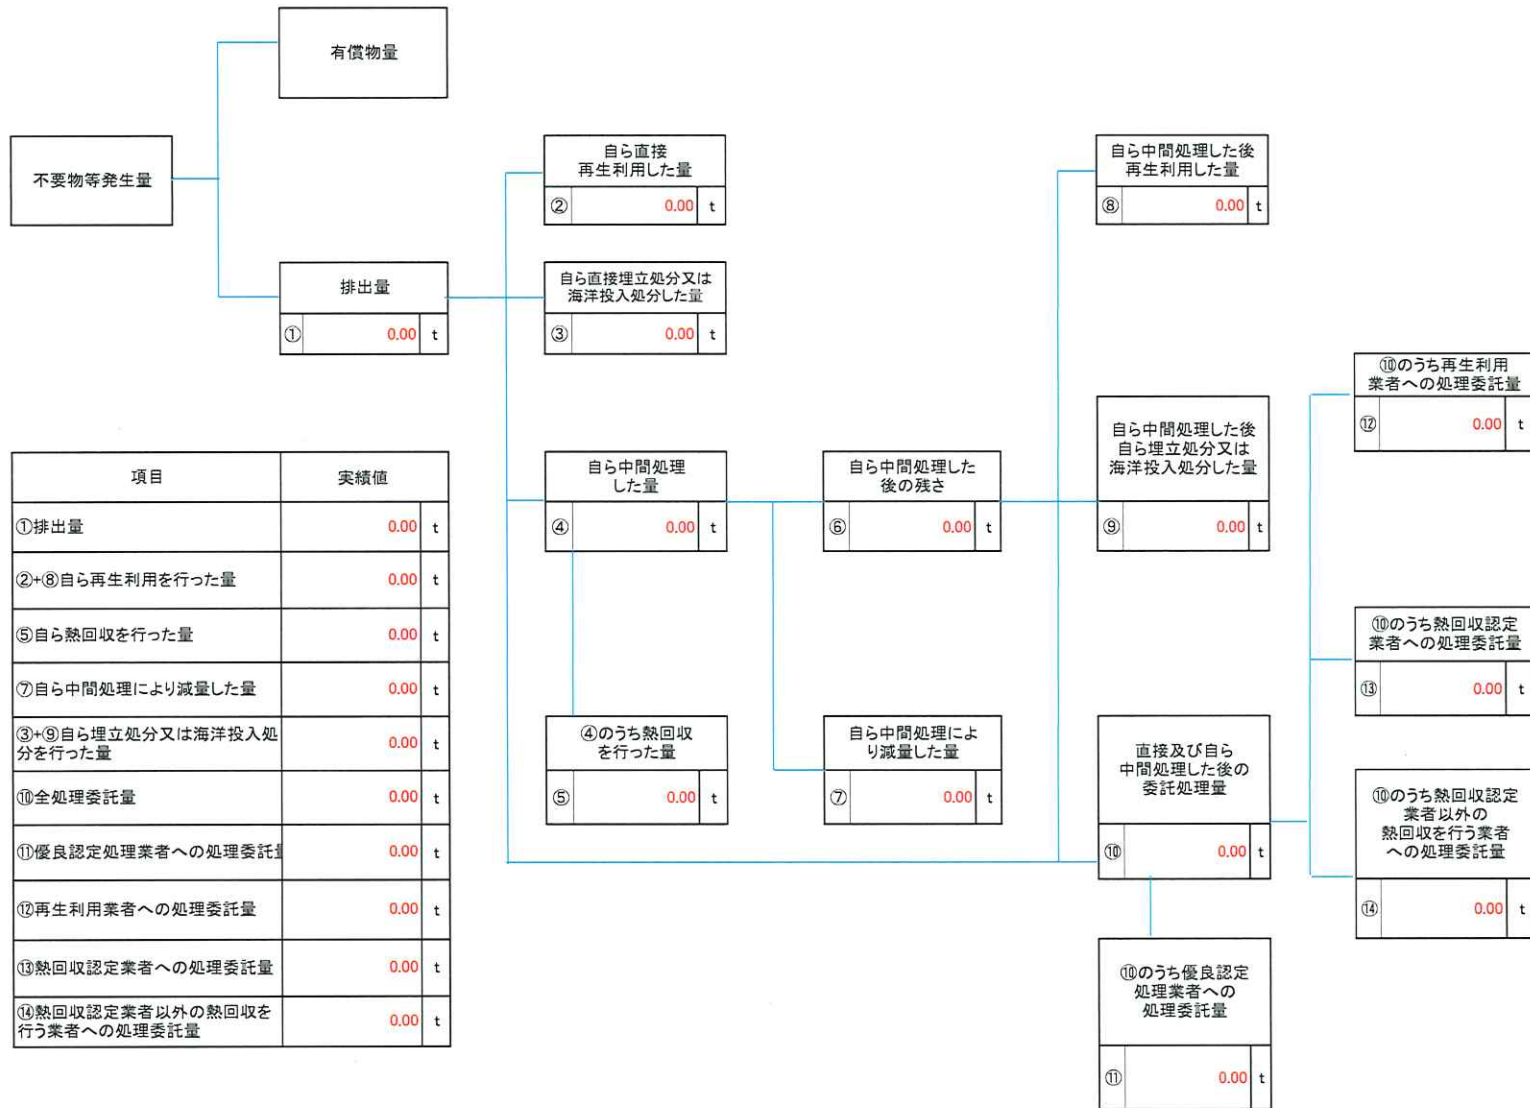 有償物量
不要物等発生量
排出量
① 0.00 t
自ら直接
再生利用した量
② 0.00 t
自ら直接埋立処分又は
海洋投入処分した量
③ 0.00 t
自ら中間処理
した量
④ 0.00 t
④のうち熱回収
を行った量
⑤ 0.00 t
自ら中間処理した
後の残さ
⑥ 0.00 t
自ら中間処理によ
り減量した量
⑦ 0.00 t
自ら中間処理した後
再生利用した量
⑧ 0.00 t
自ら中間処理した後
自ら埋立処分又は
海洋投入処分した量
⑨ 0.00 t
直接及び自ら
中間処理した後の
委託処理量
⑩ 0.00 t
⑩のうち優良認定
処理業者への
処理委託量
⑪ 0.00 t
⑩のうち再生利用
業者への処理委託量
⑫ 0.00 t
⑩のうち熱回収認定
業者への処理委託量
⑬ 0.00 t
⑩のうち熱回収認定
業者以外の
熱回収を行う業者
への処理委託量
⑭ 0.00 t
項目 実績値
①排出量 0.00 t
②+⑧自ら再生利用を行った量 0.00 t
⑤自ら熱回収を行った量 0.00 t
⑦自ら中間処理により減量した量 0.00 t
③+⑨自ら埋立処分又は海洋投入処
分を行った量 0.00 t
⑩全処理委託量 0.00 t
⑪優良認定処理業者への処理委託 0.00 t
⑫再生利用業者への処理委託量 0.00 t
⑬熱回収認定業者への処理委託量 0.00 t
⑭熱回収認定業者以外の熱回収を
行う業者への処理委託量 0.00 t